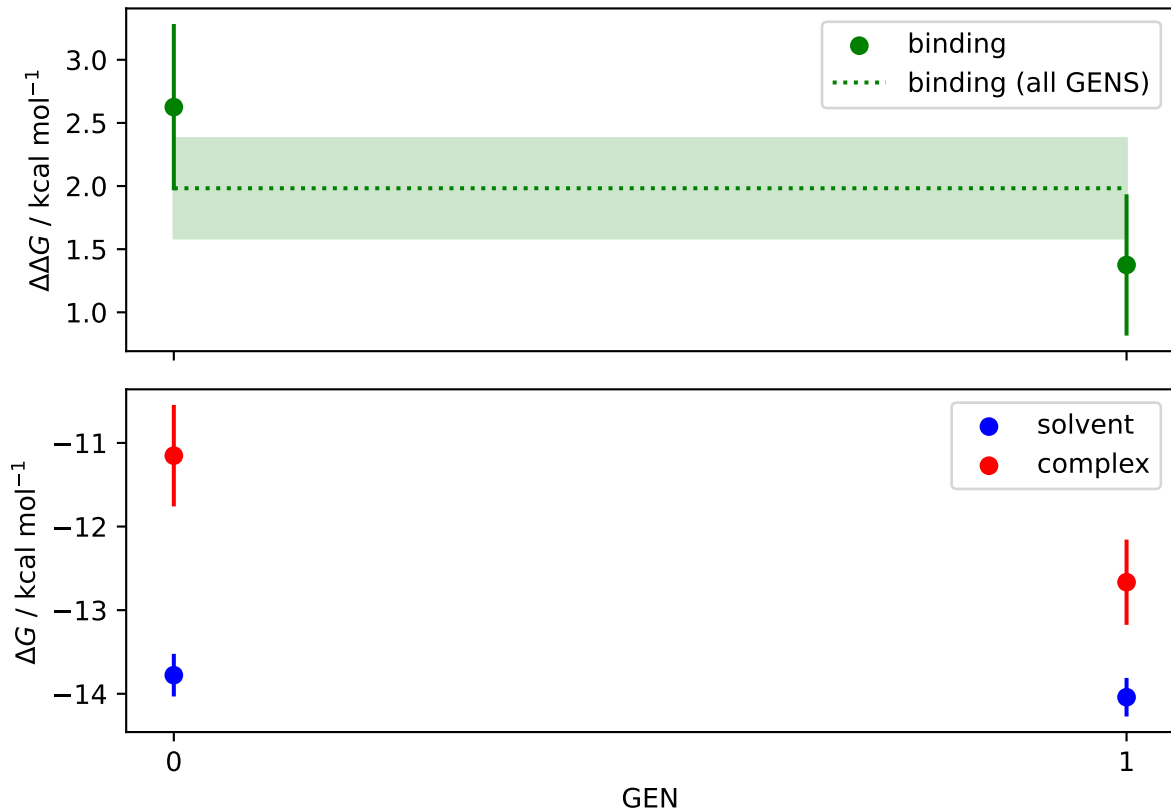 binding
binding (all GENS)
3.0
2.5
2.0
1.5
1.0
ΔΔG / kcal mol⁻¹
solvent
complex
−11
−12
−13
−14
ΔG / kcal mol⁻¹
0
1
GEN